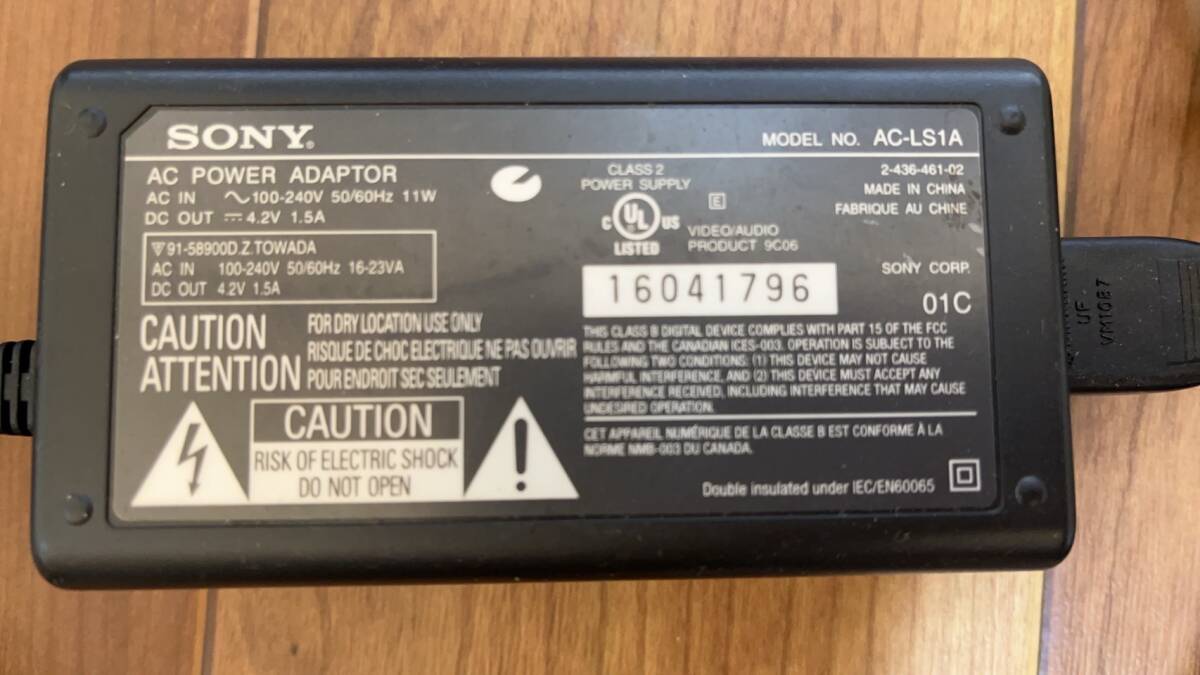 SONY®
MODEL NO. AC-LS1A
AC POWER ADAPTOR
AC IN ~100-240V 50/60Hz 11W
DC OUT ⎓ 4.2V 1.5A
91-58900D.Z.TOWADA
AC IN 100-240V 50/60Hz 16-23VA
DC OUT 4.2V 1.5A
CLASS 2
POWER SUPPLY
E
C UL US
LISTED
VIDEO/AUDIO
PRODUCT 9C06
2-436-461-02
MADE IN CHINA
FABRIQUE AU CHINE
SONY CORP.
16041796
01C
CAUTION FOR DRY LOCATION USE ONLY
RISQUE DE CHOC ELECTRIQUE NE PAS OUVRIR
ATTENTION POUR ENDROIT SEC SEULEMENT
CAUTION
RISK OF ELECTRIC SHOCK
DO NOT OPEN
THIS CLASS B DIGITAL DEVICE COMPLIES WITH PART 15 OF THE FCC
RULES AND THE CANADIAN ICES-003. OPERATION IS SUBJECT TO THE
FOLLOWING TWO CONDITIONS: (1) THIS DEVICE MAY NOT CAUSE
HARMFUL INTERFERENCE, AND (2) THIS DEVICE MUST ACCEPT ANY
INTERFERENCE RECEIVED, INCLUDING INTERFERENCE THAT MAY CAUSE
UNDESIRED OPERATION.
CET APPAREIL NUMÉRIQUE DE LA CLASSE B EST CONFORME À LA
NORME NMB-003 DU CANADA.
Double insulated under IEC/EN60065
UF
VM1087